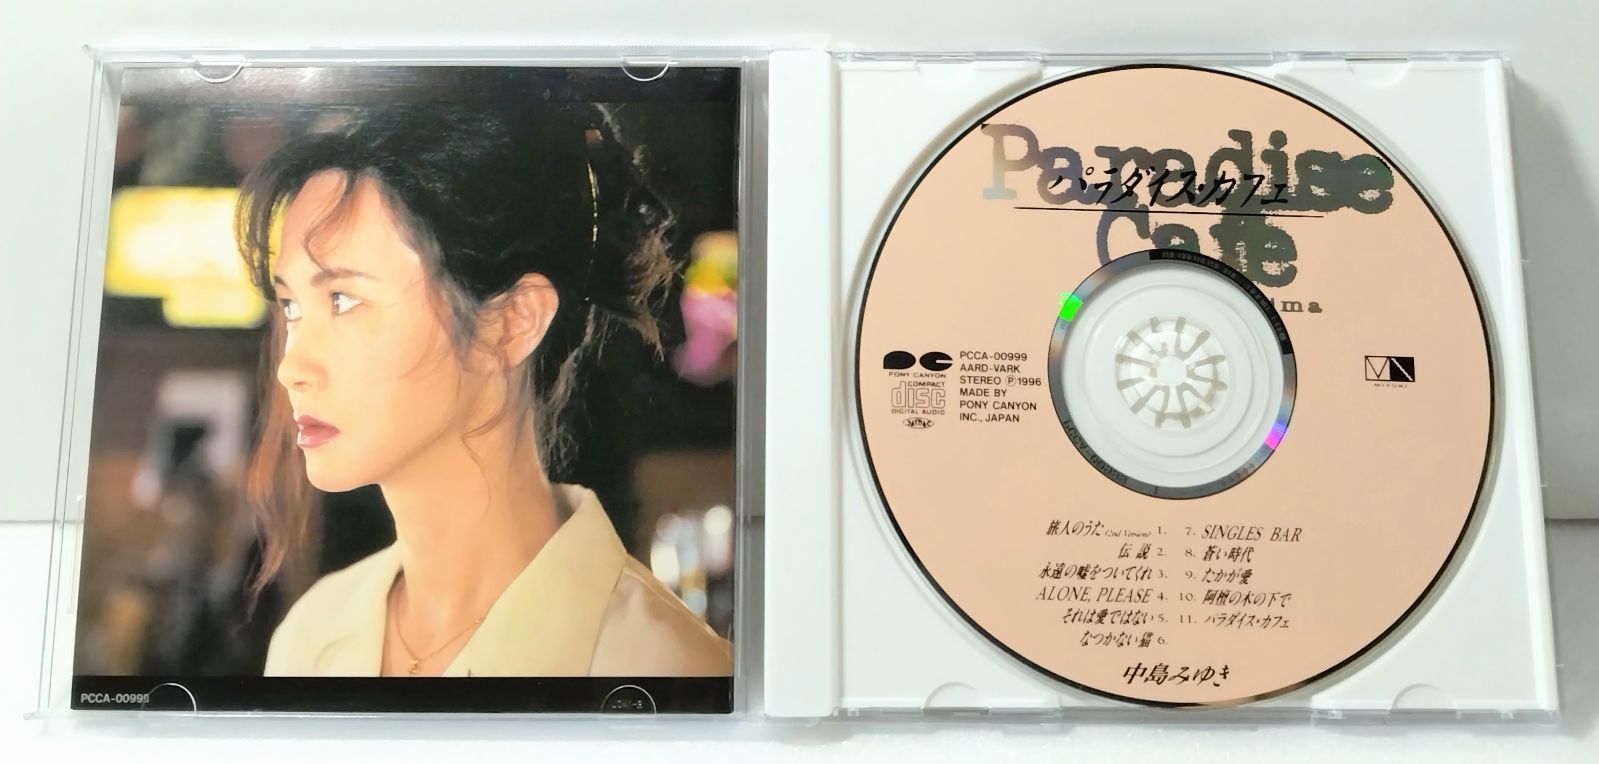 PCCA-00999
Paradise
パラダイス・カフェ
Cafe
ima
PONY CANYON
COMPACT
disc
DIGITAL AUDIO
PCCA-00999
AARD-VARK
STEREO Ⓟ1996
MADE BY
PONY CANYON
INC., JAPAN
MIYUKI
旅人のうた(2nd Version) 1.
伝説 2.
永遠の嘘をついてくれ 3.
ALONE, PLEASE 4.
それは愛ではない 5.
なつかない猫 6.
7. SINGLES BAR
8. 蒼い時代
9. たかが愛
10. 阿檀の木の下で
11. パラダイス・カフェ
中島みゆき